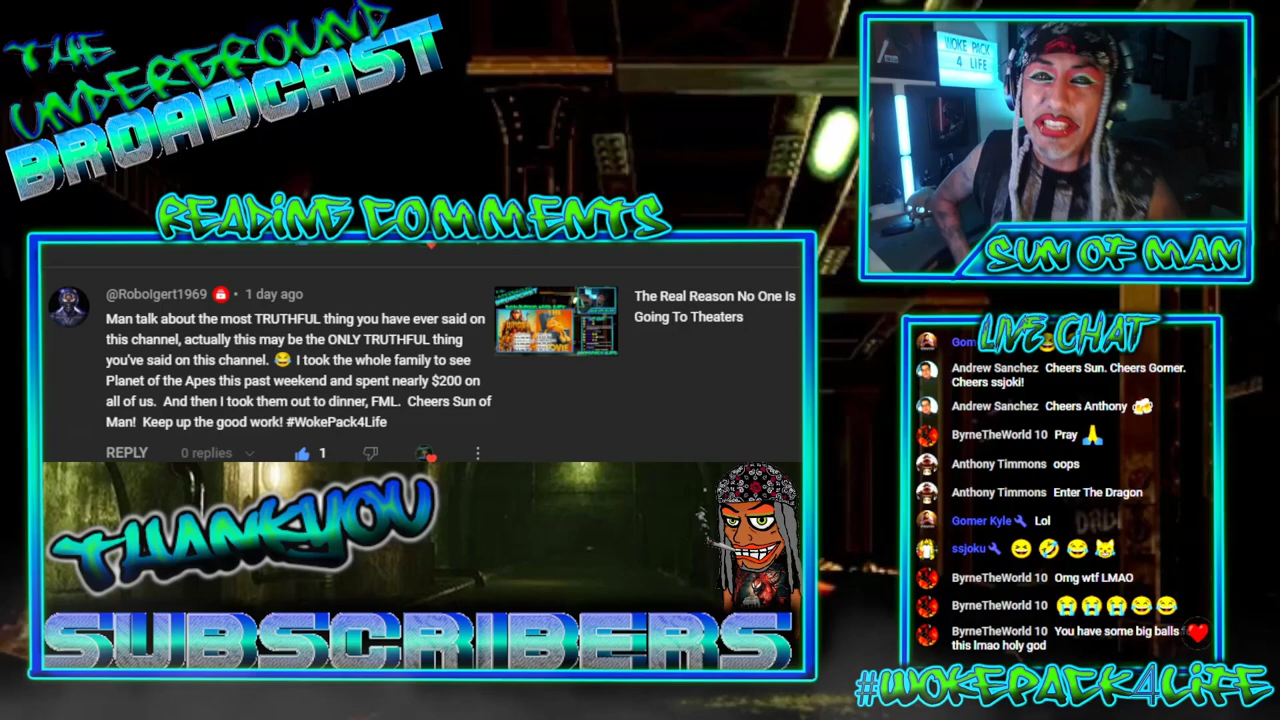 THE
UNDERGROUND
BROADCAST
WOKE PACK
4 LIFE
READING COMMENTS
SUN OF MAN
@RoboIgert1969 • 1 day ago
Man talk about the most TRUTHFUL thing you have ever said on
this channel, actually this may be the ONLY TRUTHFUL thing
you've said on this channel. 😂 I took the whole family to see
Planet of the Apes this past weekend and spent nearly $200 on
all of us. And then I took them out to dinner, FML. Cheers Sun of
Man! Keep up the good work! #WokePack4Life
REPLY 0 replies 1
The Real Reason No One Is
Going To Theaters
THANKYOU
SUBSCRIBERS
LIVE CHAT
Gom
Andrew Sanchez Cheers Sun. Cheers Gomer.
Cheers ssjoki!
Andrew Sanchez Cheers Anthony 🍻
ByrneTheWorld 10 Pray 🙏
Anthony Timmons oops
Anthony Timmons Enter The Dragon
Gomer Kyle Lol
ssjoku 😆 🤣 😂 😹
ByrneTheWorld 10 Omg wtf LMAO
ByrneTheWorld 10 😭 😭 😭 😂 😂
ByrneTheWorld 10 You have some big balls
this lmao holy god
#WOKEPACK4LIFE